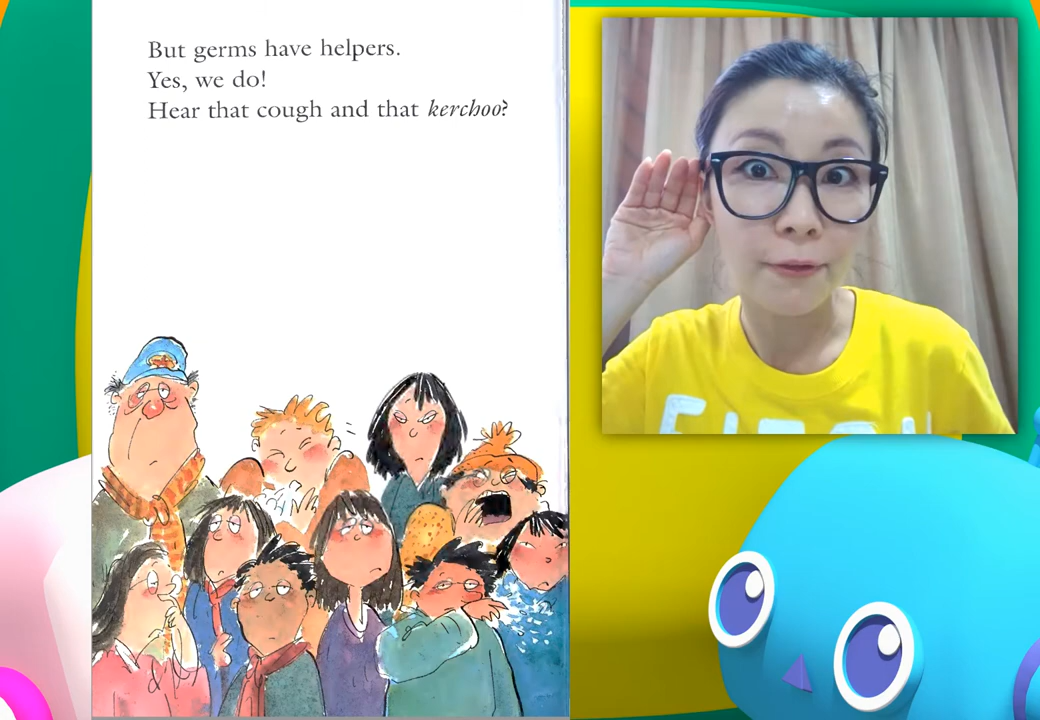 But germs have helpers.
Yes, we do!
Hear that cough and that kerchoo?